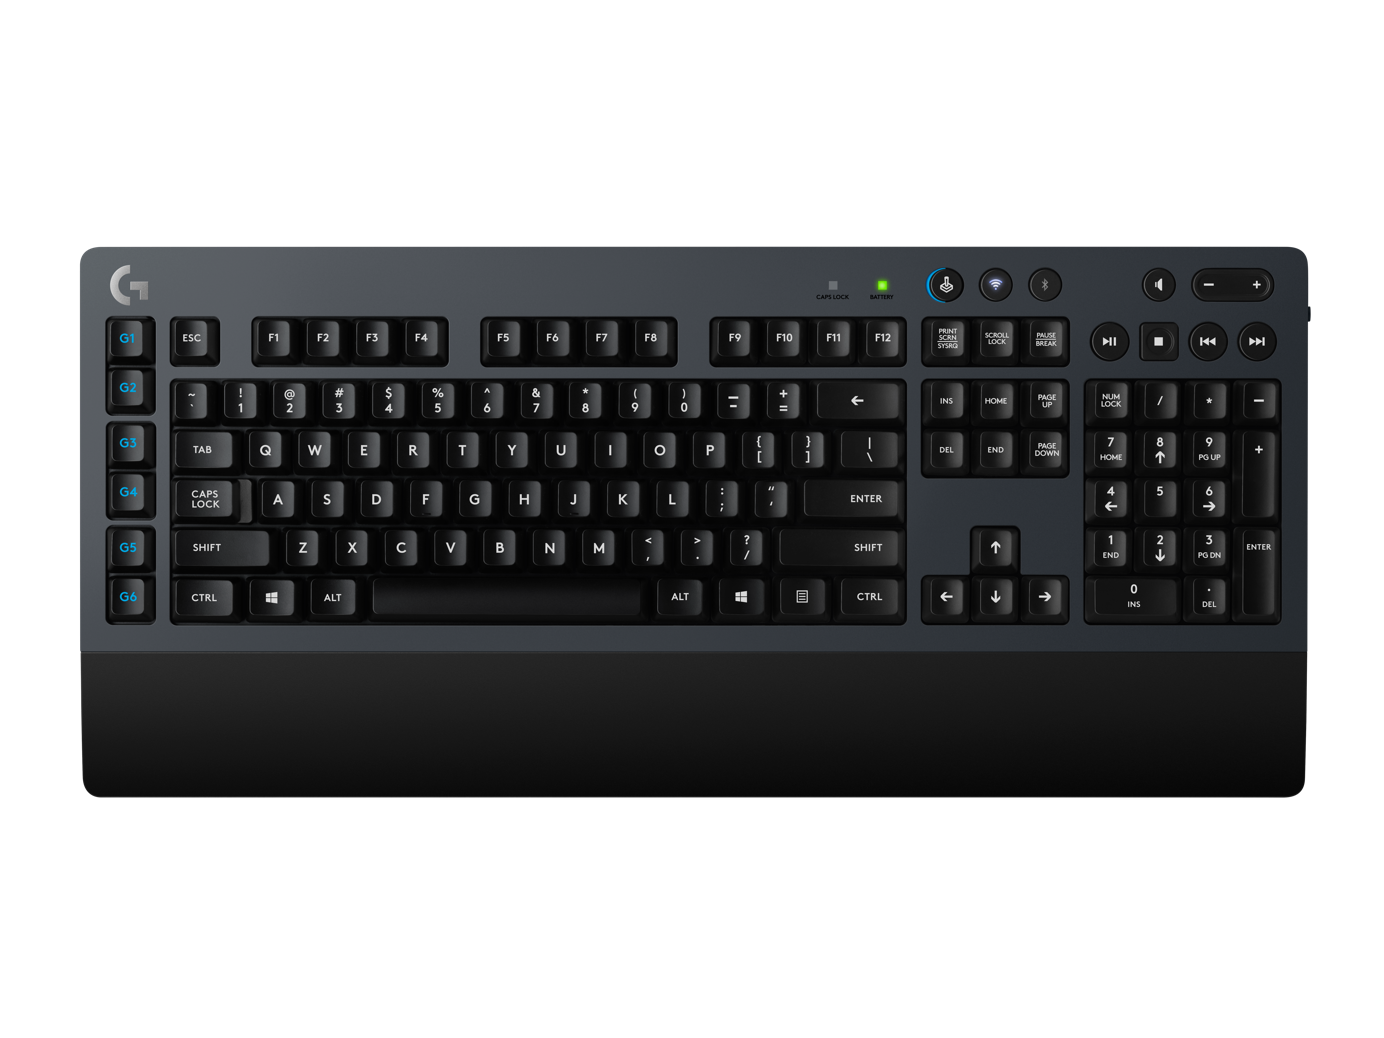 CAPS LOCK BATTERY
− +
G1 ESC F1 F2 F3 F4 F5 F6 F7 F8 F9 F10 F11 F12
PRINT
SCRN
SYSRQ
SCROLL
LOCK
PAUSE
BREAK
G2
~ ! @ # $ % ^ & * ( ) — +
` 1 2 3 4 5 6 7 8 9 0 - = ←
INS HOME PAGE
UP
NUM
LOCK
/ * −
G3
TAB Q W E R T Y U I O P { [ } ] | \
DEL END PAGE
DOWN
7 8 9 +
HOME ↑ PG UP
G4
CAPS
LOCK
A S D F G H J K L : ; “ ‘ ENTER
4 5 6
← →
G5 SHIFT Z X C V B N M < , > . ? / SHIFT
↑
1 2 3 ENTER
END ↓ PG DN
G6 CTRL ALT ALT CTRL
← ↓ →
0 .
INS DEL